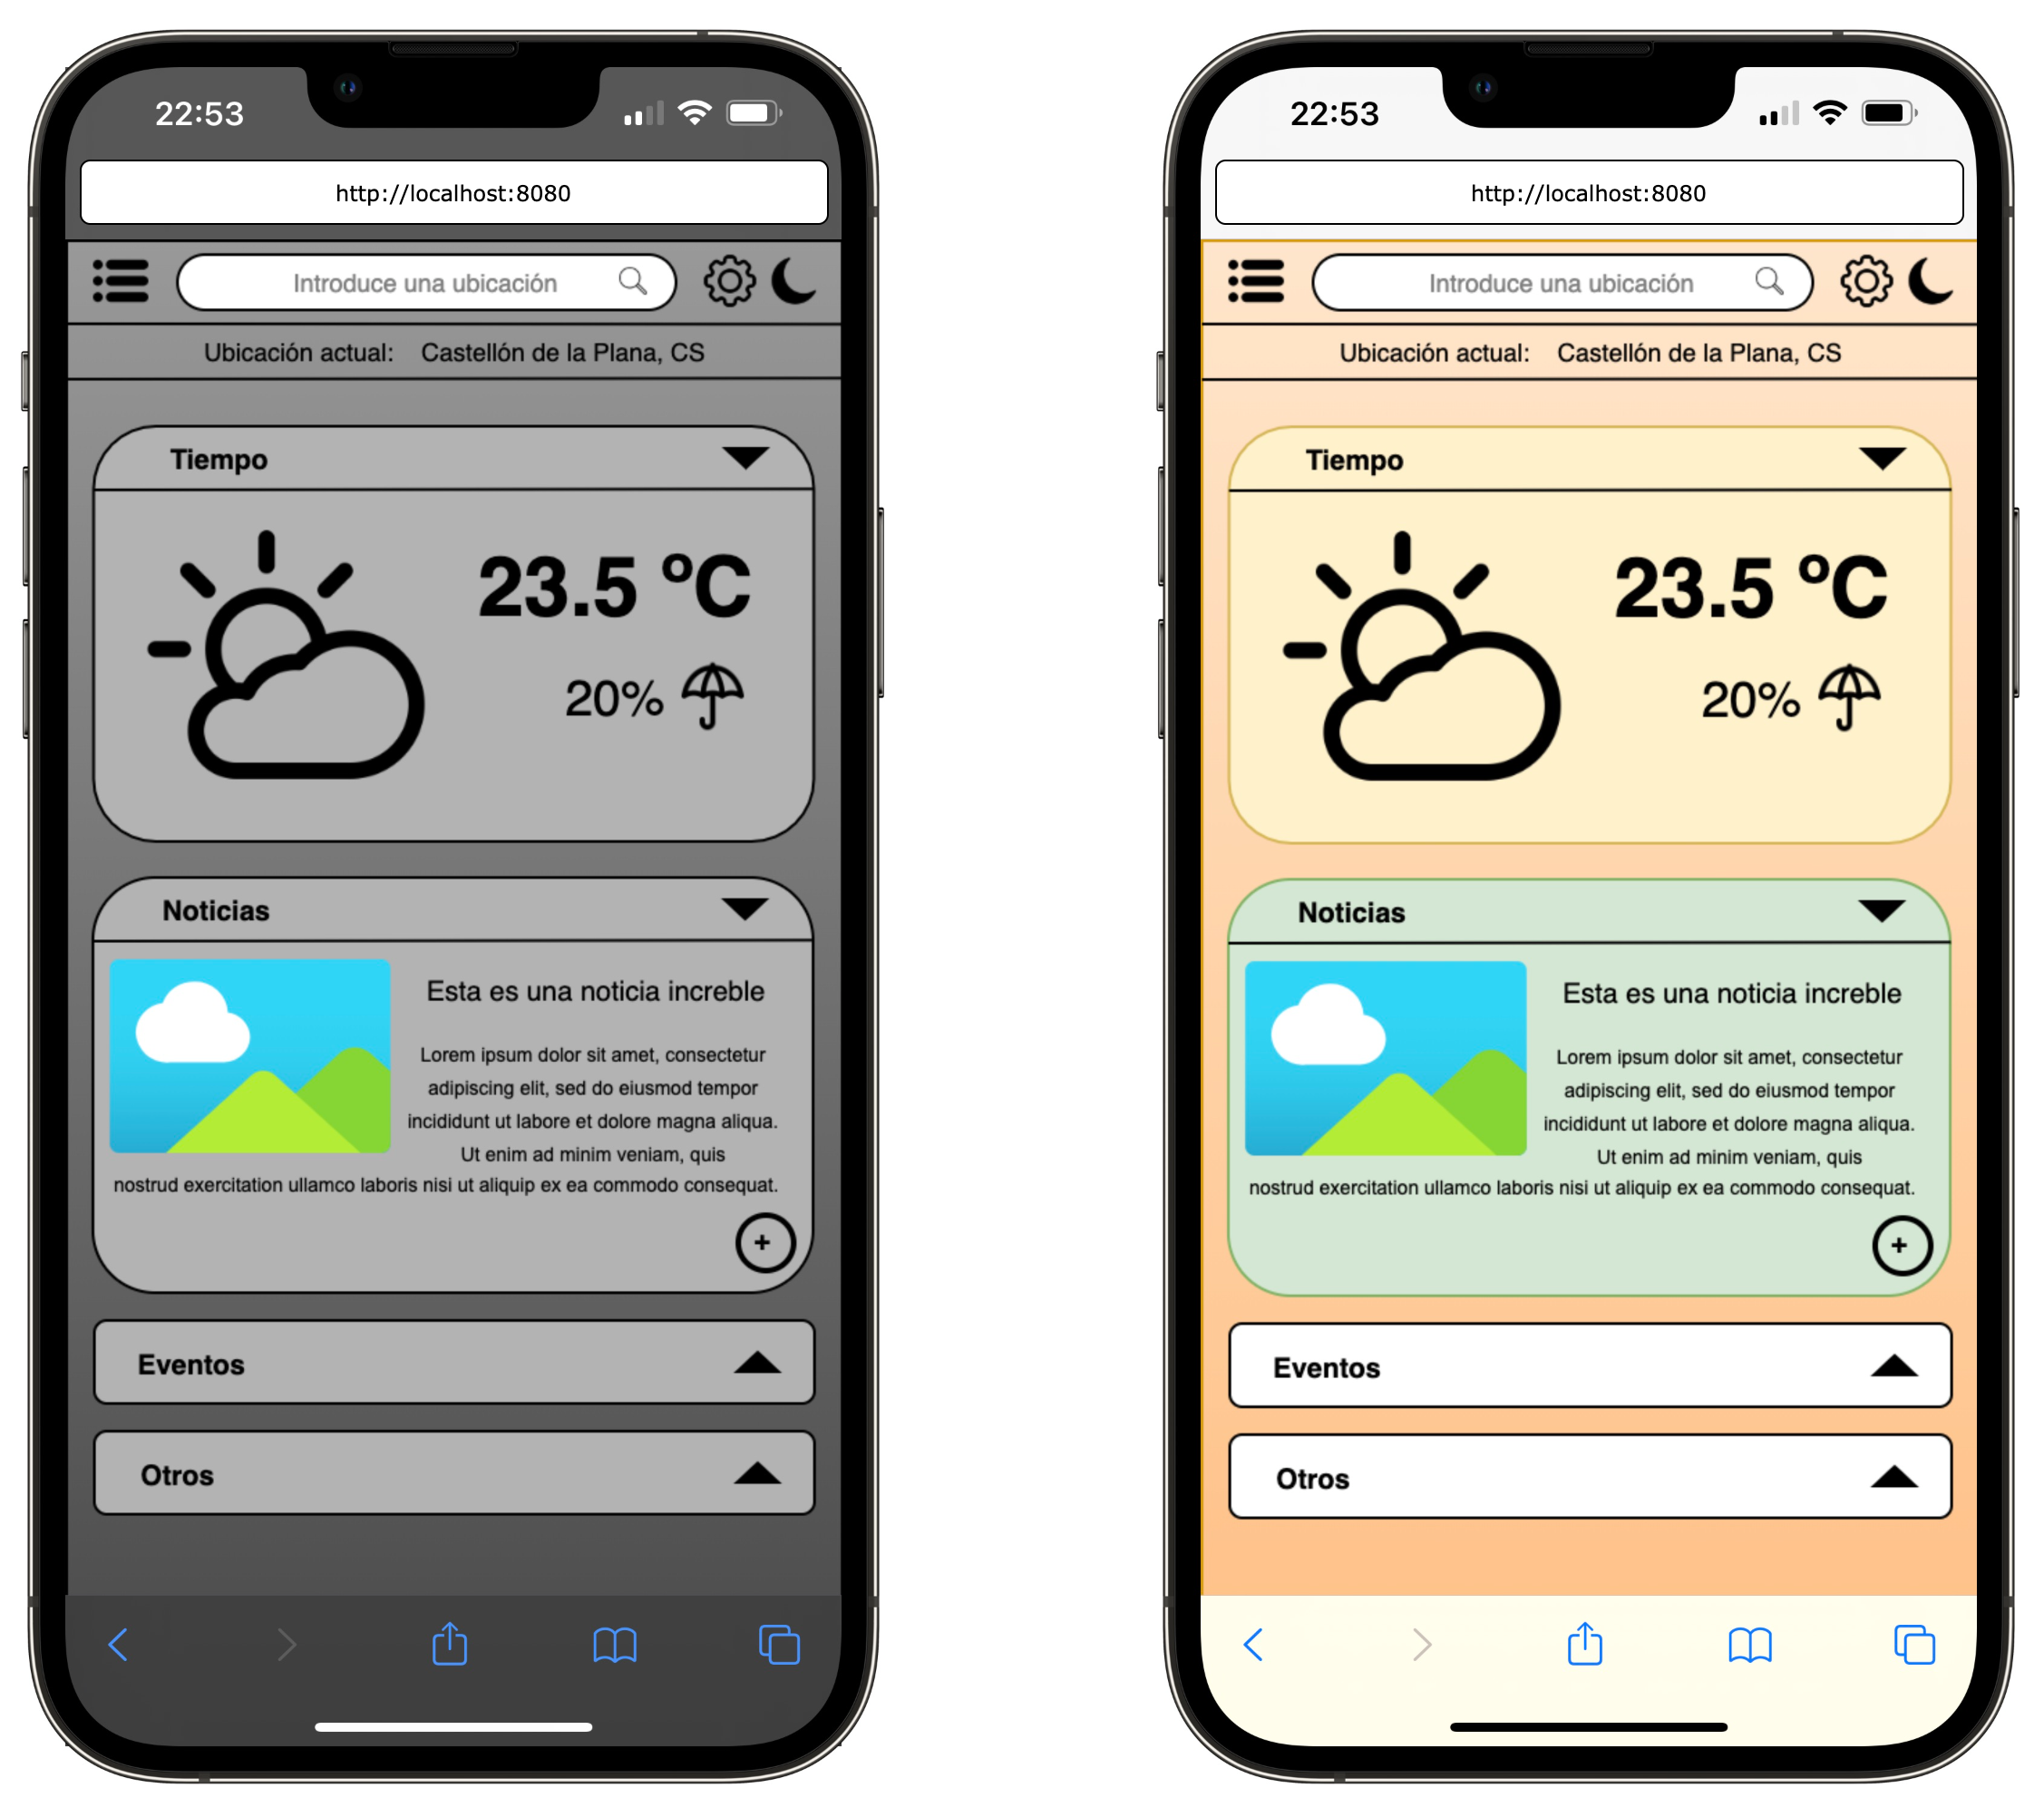 22:53
http://localhost:8080
Introduce una ubicación
Ubicación actual: Castellón de la Plana, CS
Tiempo
23.5 ºC
20%
Noticias
Esta es una noticia increble
Lorem ipsum dolor sit amet, consectetur
adipiscing elit, sed do eiusmod tempor
incididunt ut labore et dolore magna aliqua.
Ut enim ad minim veniam, quis
nostrud exercitation ullamco laboris nisi ut aliquip ex ea commodo consequat.
+
Eventos
Otros
22:53
http://localhost:8080
Introduce una ubicación
Ubicación actual: Castellón de la Plana, CS
Tiempo
23.5 ºC
20%
Noticias
Esta es una noticia increble
Lorem ipsum dolor sit amet, consectetur
adipiscing elit, sed do eiusmod tempor
incididunt ut labore et dolore magna aliqua.
Ut enim ad minim veniam, quis
nostrud exercitation ullamco laboris nisi ut aliquip ex ea commodo consequat.
+
Eventos
Otros